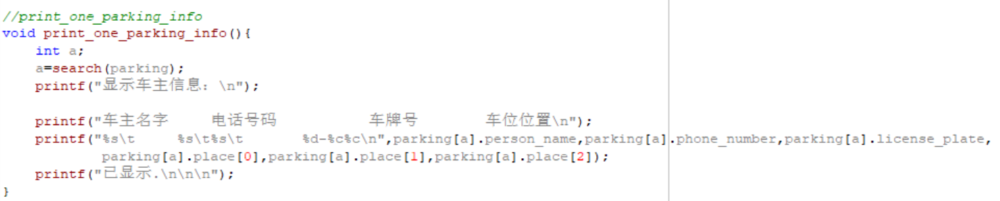 //print_one_parking_info
void print_one_parking_info(){
    int a;
    a=search(parking);
    printf("显示车主信息：\n");
    printf("车主名字     电话号码           车牌号        车位位置\n");
    printf("%s\t     %s\t%s\t       %d-%c%c\n",parking[a].person_name,parking[a].phone_number,parking[a].license_plate,
            parking[a].place[0],parking[a].place[1],parking[a].place[2]);
    printf("已显示.\n\n\n");
}